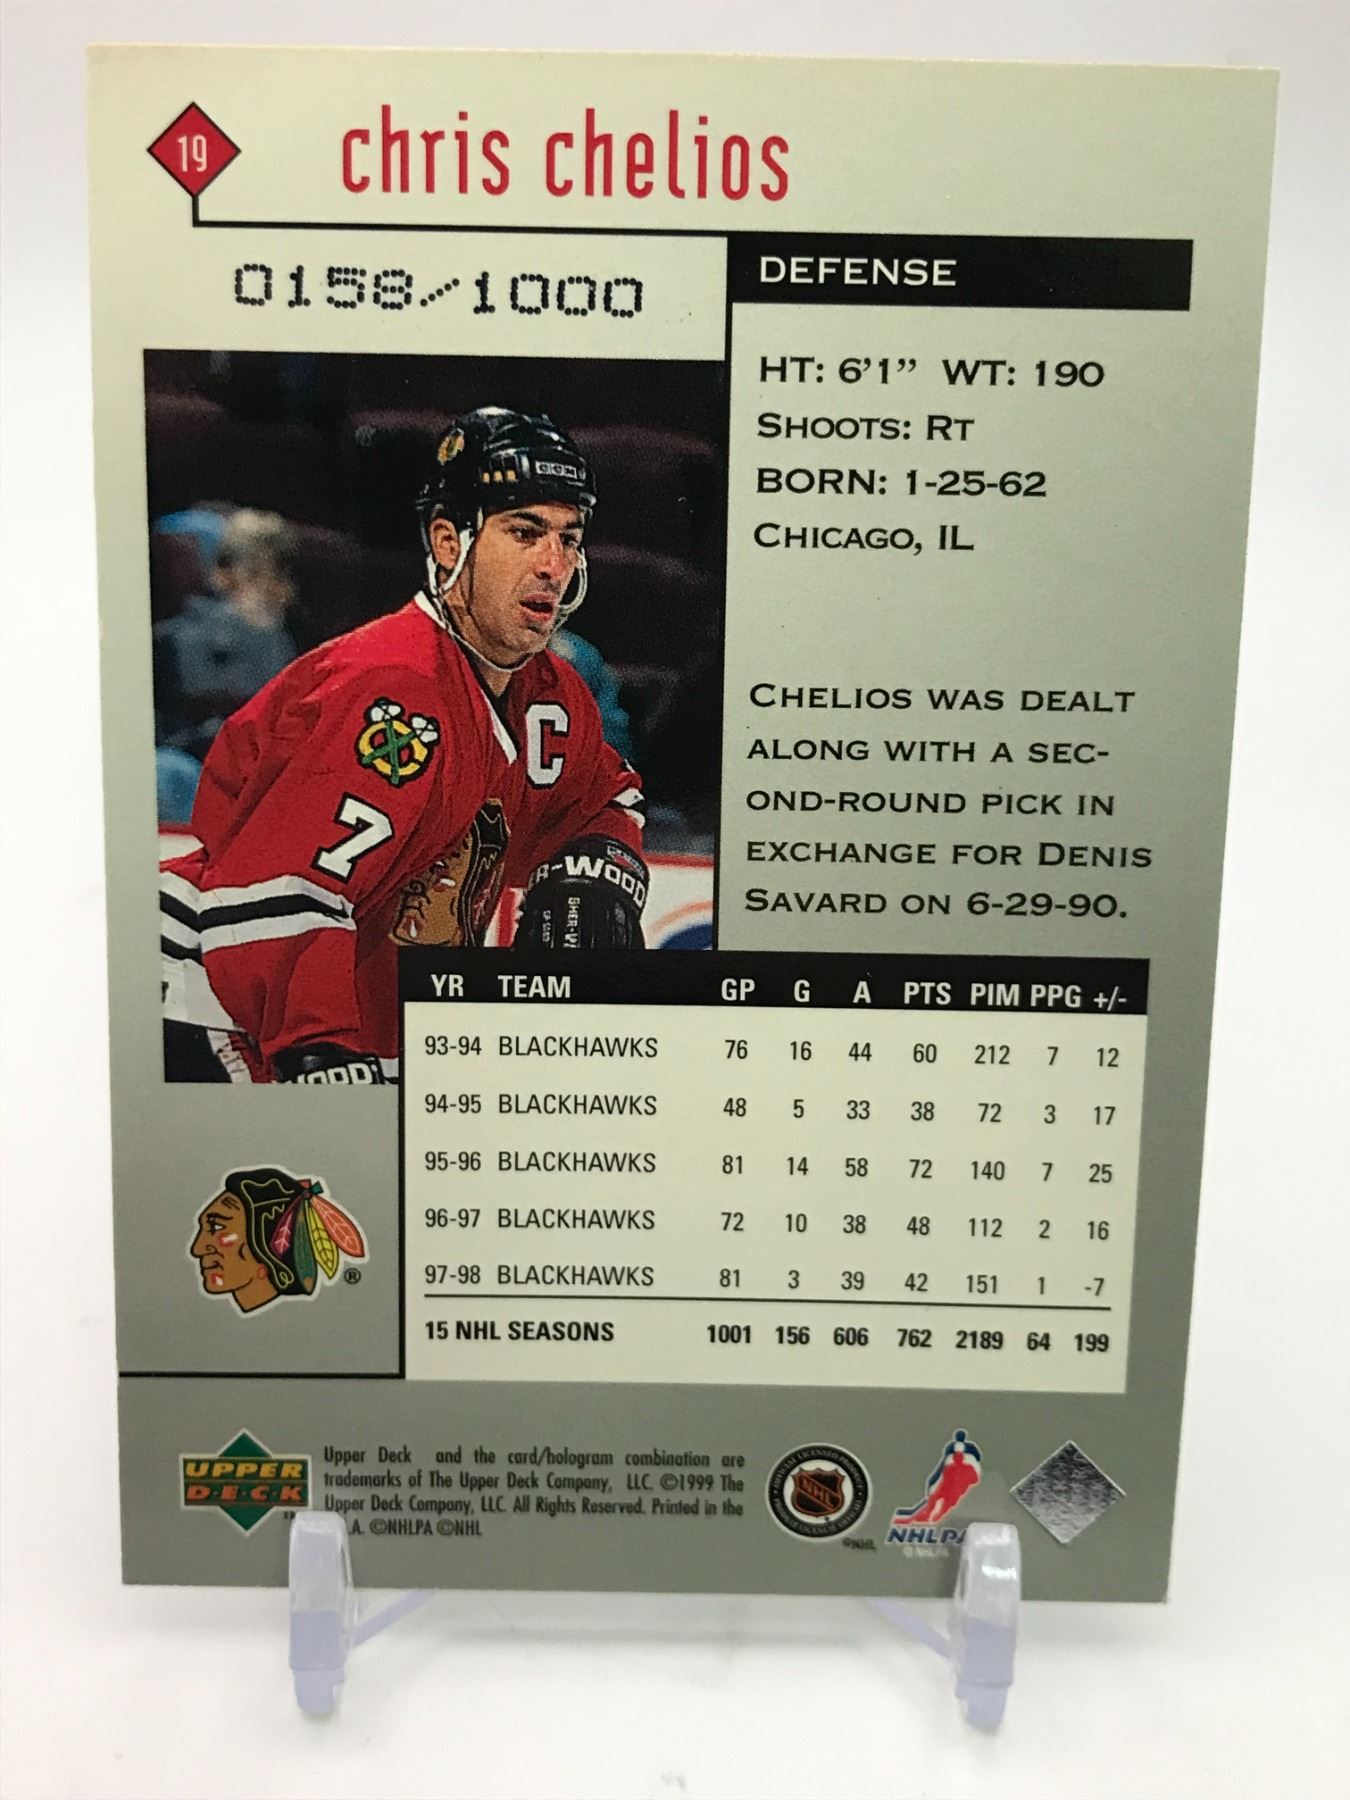 19
chris chelios
0158/1000
DEFENSE
HT: 6'1” WT: 190
SHOOTS: RT
BORN: 1-25-62
CHICAGO, IL
CCM
C
7
CHELIOS WAS DEALT
ALONG WITH A SEC-
OND-ROUND PICK IN
EXCHANGE FOR DENIS
SAVARD ON 6-29-90.
R-WOOD
SHER-W
7
YR TEAM GP G A PTS PIM PPG +/-
93-94 BLACKHAWKS 76 16 44 60 212 7 12
94-95 BLACKHAWKS 48 5 33 38 72 3 17
95-96 BLACKHAWKS 81 14 58 72 140 7 25
96-97 BLACKHAWKS 72 10 38 48 112 2 16
97-98 BLACKHAWKS 81 3 39 42 151 1 -7
15 NHL SEASONS 1001 156 606 762 2189 64 199
®
UPPER
D·E·C·K
TM
Upper Deck and the card/hologram combination are
trademarks of The Upper Deck Company, LLC. ©1999 The
Upper Deck Company, LLC. All Rights Reserved. Printed in the
.A. ©NHLPA ©NHL
NHL
©NHL
NHLPA